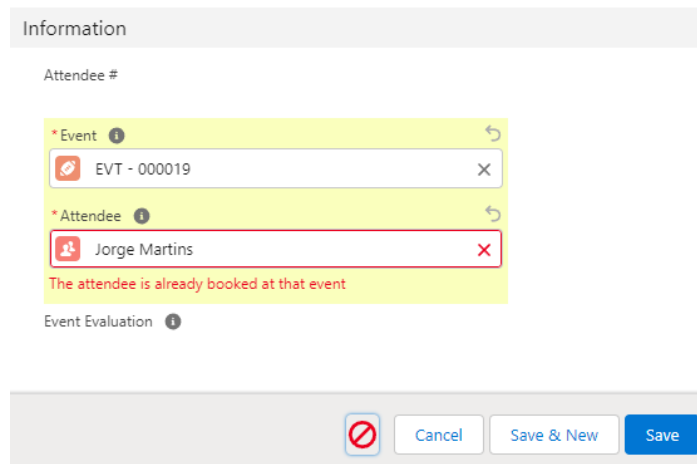 Information
Attendee #
* Event
EVT - 000019
* Attendee
Jorge Martins
The attendee is already booked at that event
Event Evaluation
Cancel Save & New Save